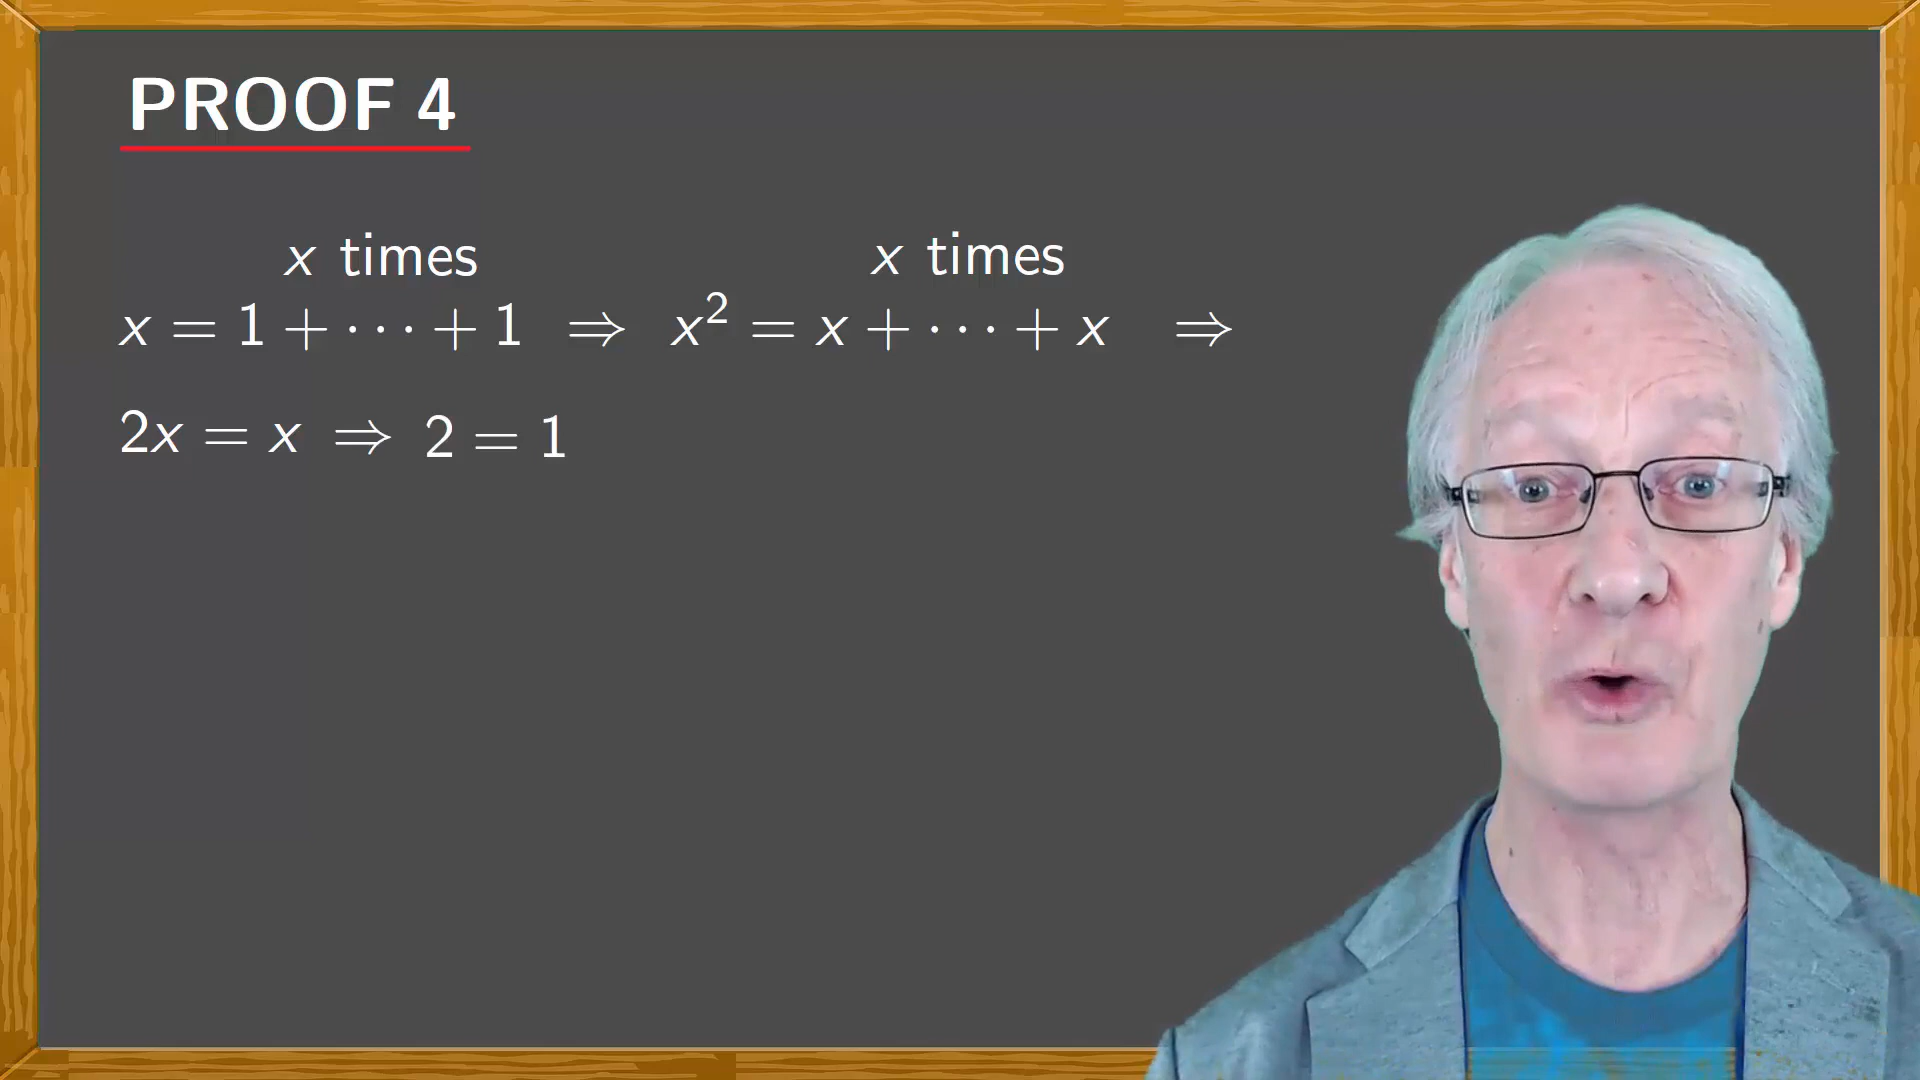 PROOF 4
x times x times
x = 1 + ⋯ + 1 ⇒ x² = x + ⋯ + x ⇒
2x = x ⇒ 2 = 1